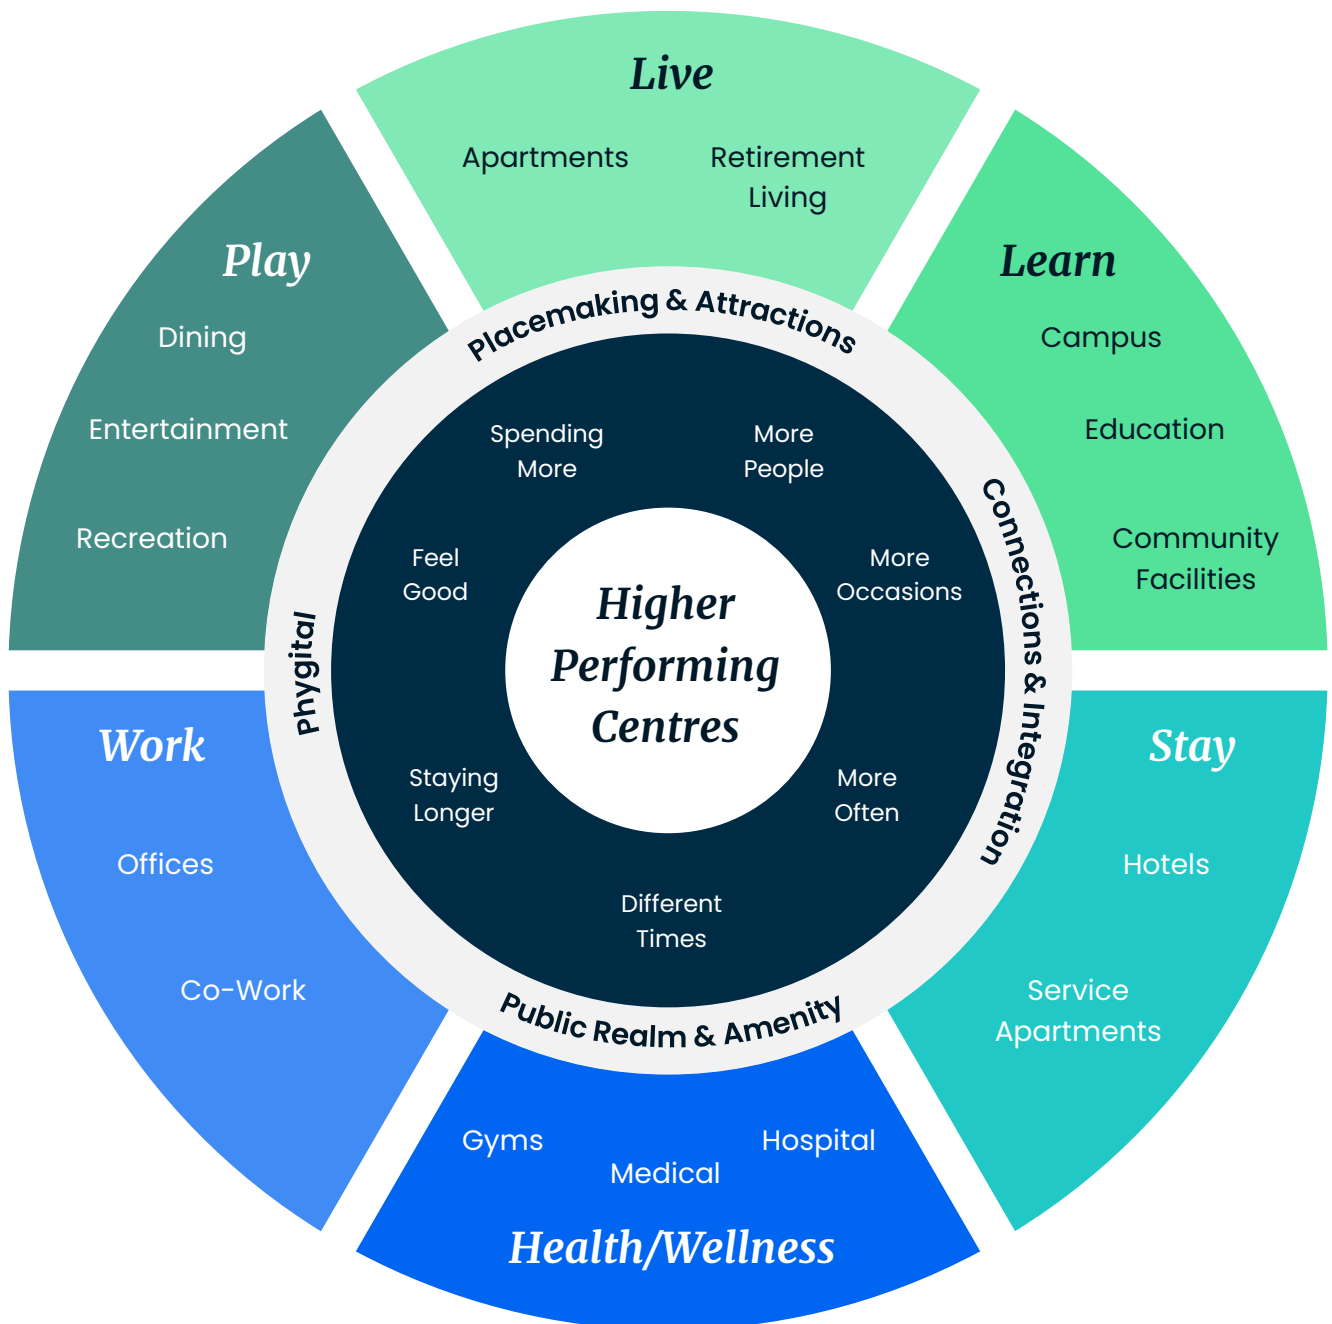 Live
Apartments
Retirement
Living
Play
Dining
Entertainment
Recreation
Learn
Campus
Education
Community
Facilities
Placemaking & Attractions
Connections & Integration
Phygital
Public Realm & Amenity
Spending
More
More
People
Feel
Good
More
Occasions
Higher
Performing
Centres
Staying
Longer
More
Often
Different
Times
Work
Offices
Co-Work
Stay
Hotels
Service
Apartments
Gyms
Medical
Hospital
Health/Wellness